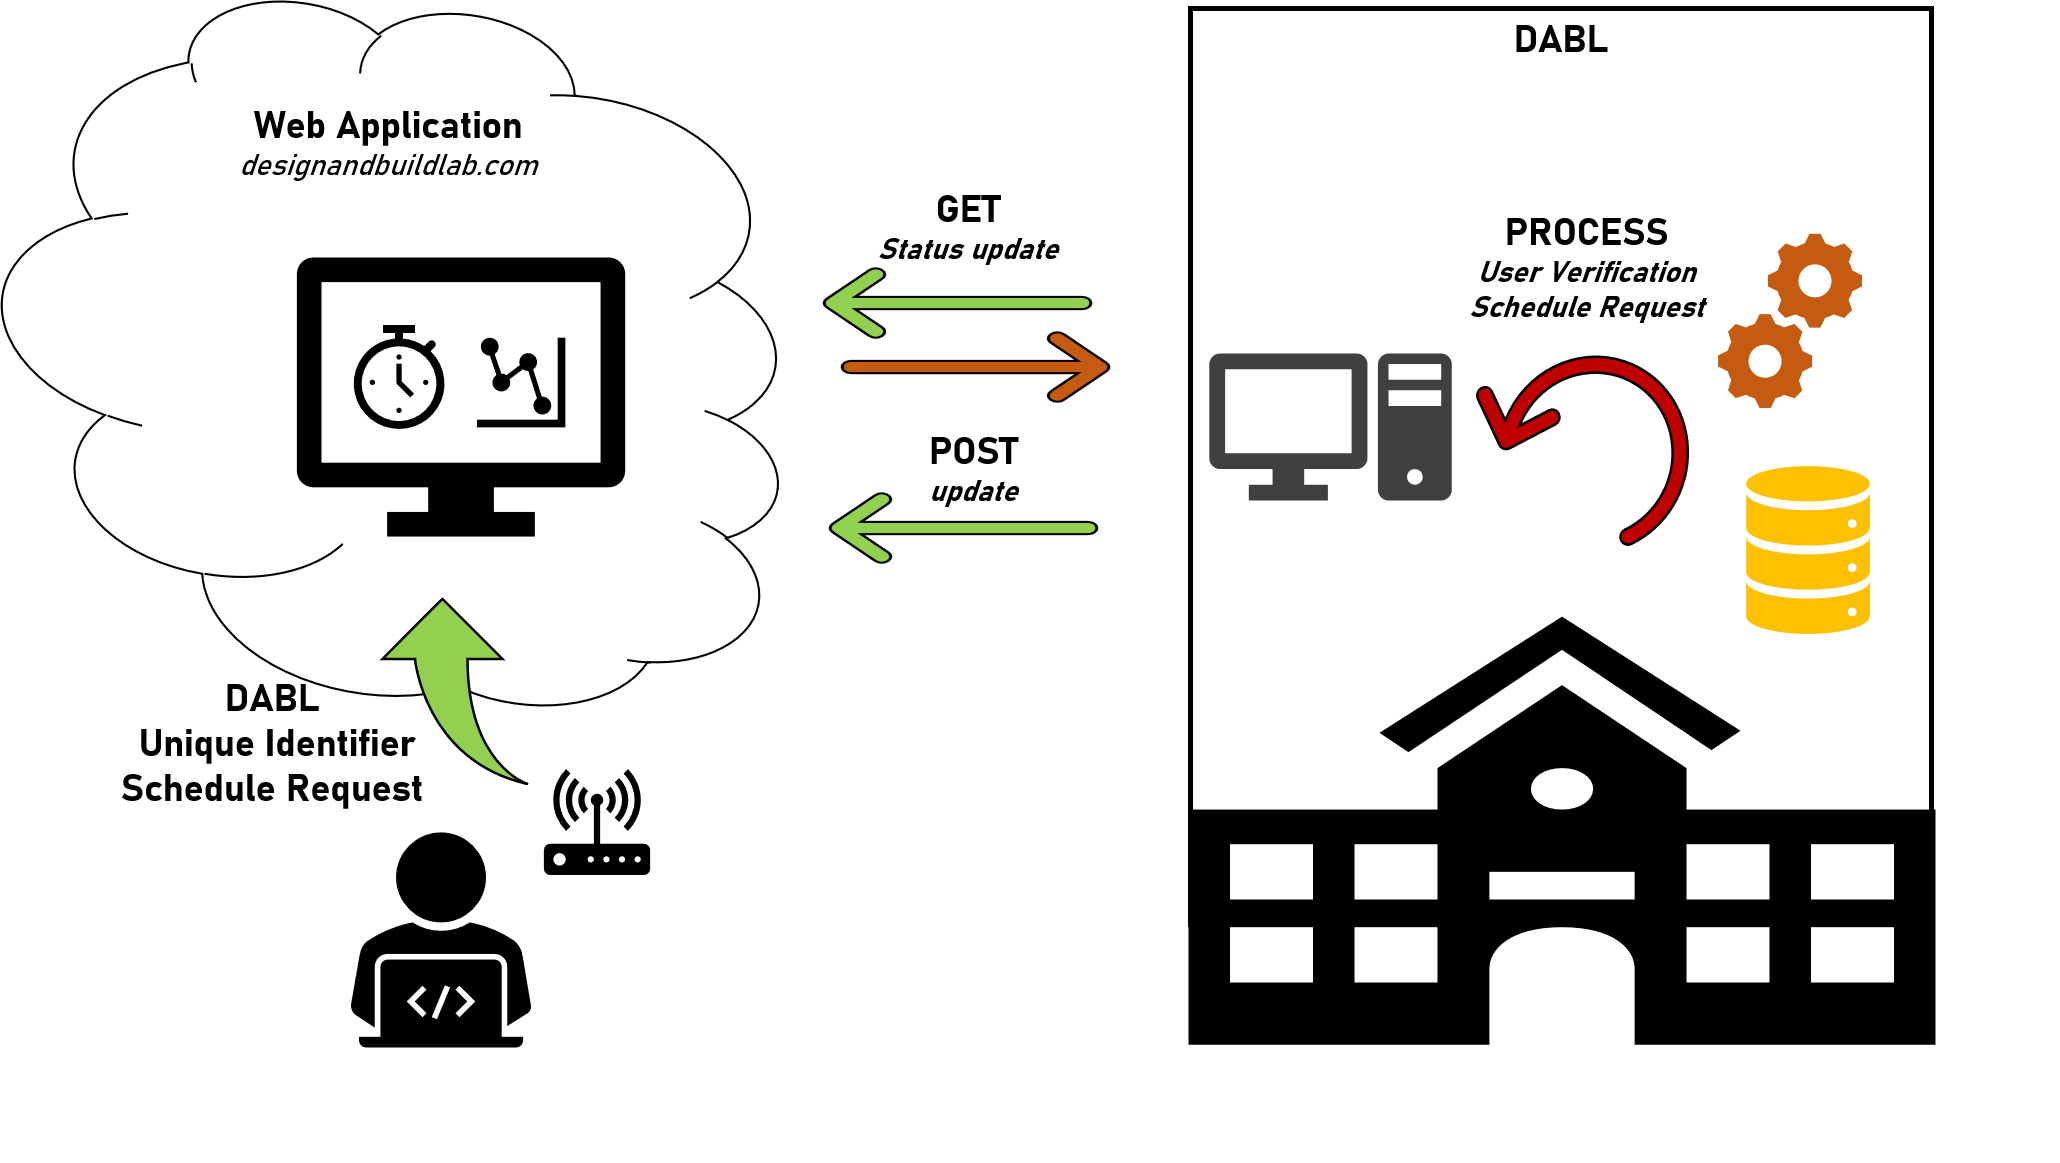 Web Application
designandbuildlab.com
GET
Status update
POST
update
DABL
PROCESS
User Verification
Schedule Request
DABL
Unique Identifier
Schedule Request
</>